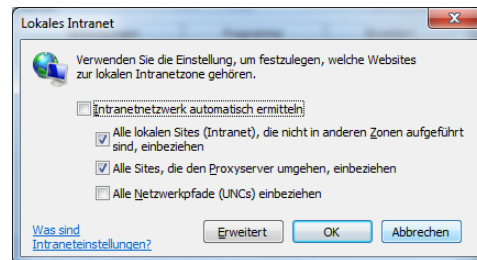 Lokales Intranet
Verwenden Sie die Einstellung, um festzulegen, welche Websites
zur lokalen Intranetzone gehören.
Intranetnetzwerk automatisch ermitteln
Alle lokalen Sites (Intranet), die nicht in anderen Zonen aufgeführt
sind, einbeziehen
Alle Sites, die den Proxyserver umgehen, einbeziehen
Alle Netzwerkpfade (UNCs) einbeziehen
Was sind
Intraneteinstellungen?
Erweitert
OK
Abbrechen